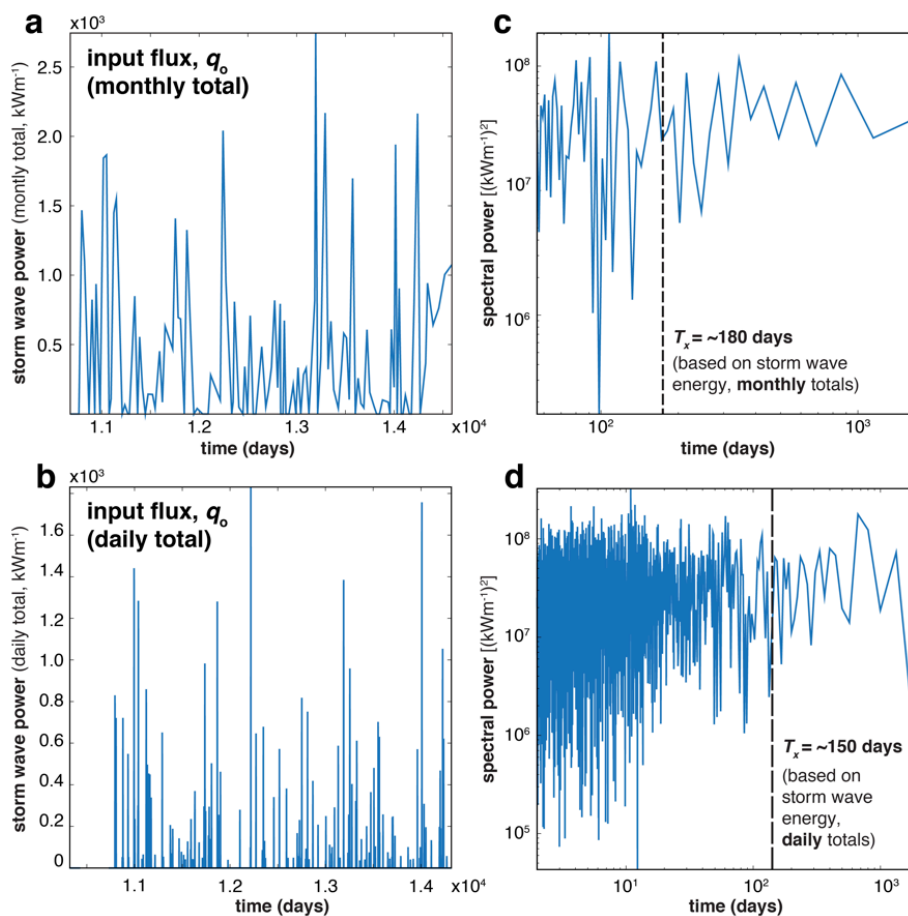 a
x10³
input flux, qₒ
(monthly total)
2.5
2.0
1.5
1.0
0.5
storm wave power (montly total, kWm⁻¹)
1.1
1.2
1.3
1.4
x10⁴
time (days)
c
10⁸
10⁷
10⁶
spectral power [(kWm⁻¹)²]
Tₓ = ~180 days
(based on storm wave
energy, monthly totals)
10²
10³
time (days)
b
x10³
input flux, qₒ
(daily total)
1.6
1.4
1.2
1.0
0.8
0.6
0.4
0.2
0
storm wave power (daily total, kWm⁻¹)
1.1
1.2
1.3
1.4
x10⁴
time (days)
d
10⁸
10⁷
10⁶
10⁵
spectral power [(kWm⁻¹)²]
Tₓ = ~150 days
(based on
storm wave
energy,
daily totals)
10¹
10²
10³
time (days)